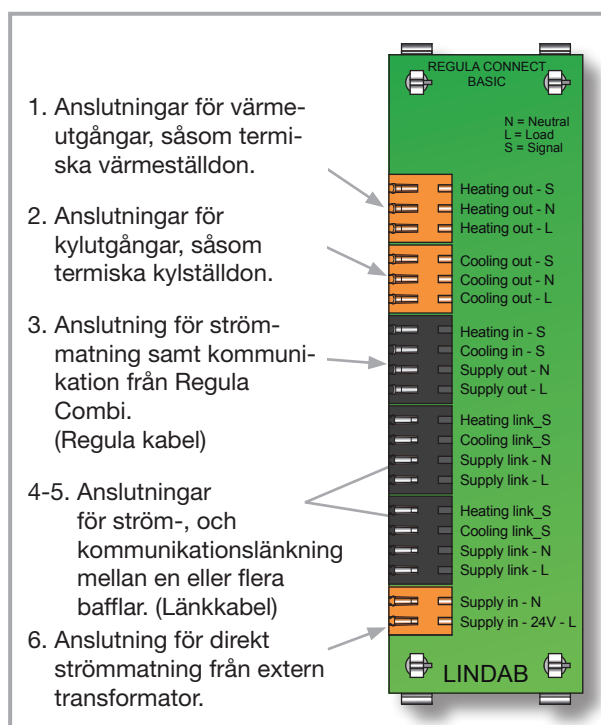 1. Anslutningar för värme-
utgångar, såsom termi-
ska värmeställdon.
2. Anslutningar för
kylutgångar, såsom
termiska kylställdon.
3. Anslutning för ström-
matning samt kommuni-
kation från Regula
Combi.
(Regula kabel)
4-5. Anslutningar
för ström-, och
kommunikationslänkning
mellan en eller flera
bafflar. (Länkkabel)
6. Anslutning för direkt
strömmatning från extern
transformator.
REGULA CONNECT
BASIC
N = Neutral
L = Load
S = Signal
Heating out - S
Heating out - N
Heating out - L
Cooling out - S
Cooling out - N
Cooling out - L
Heating in - S
Cooling in - S
Supply out - N
Supply out - L
Heating link_S
Cooling link_S
Supply link - N
Supply link - L
Heating link_S
Cooling link_S
Supply link - N
Supply link - L
Supply in - N
Supply in - 24V - L
LINDAB